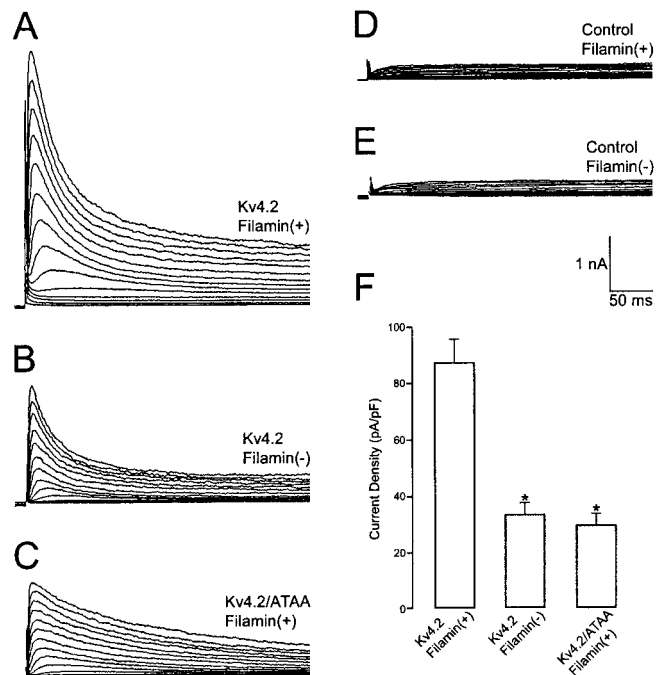 A
Kv4.2
Filamin(+)
B
Kv4.2
Filamin(-)
C
Kv4.2/ATAA
Filamin(+)
D
Control
Filamin(+)
E
Control
Filamin(-)
1 nA
50 ms
F
Current Density (pA/pF)
100
80
60
40
20
0
*
*
Kv4.2
Filamin(+)
Kv4.2
Filamin(-)
Kv4.2/ATAA
Filamin(+)